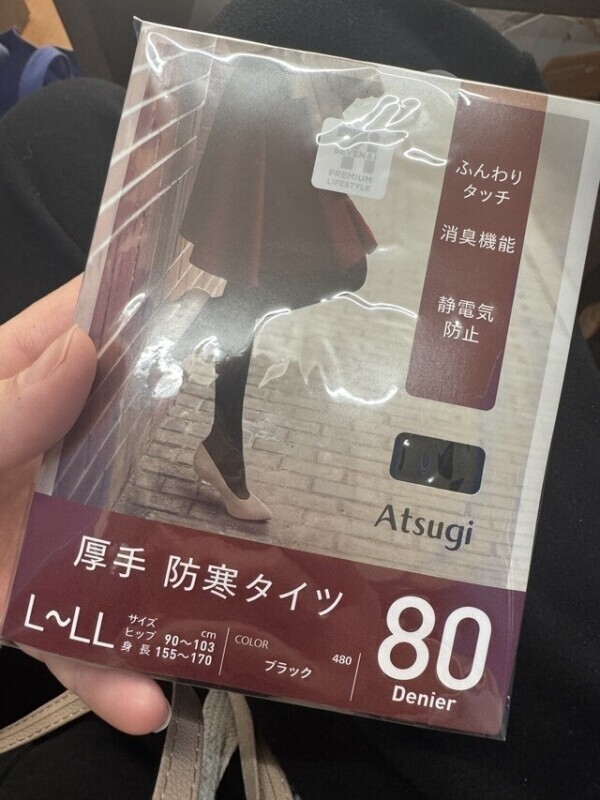 SEVEN&i
PREMIUM
LIFESTYLE
ふんわり
タッチ
消臭機能
静電気
防止
Atsugi
厚手 防寒タイツ
L~LL
サイズ cm
ヒップ 90~103
身長 155~170
COLOR 480
ブラック
80
Denier